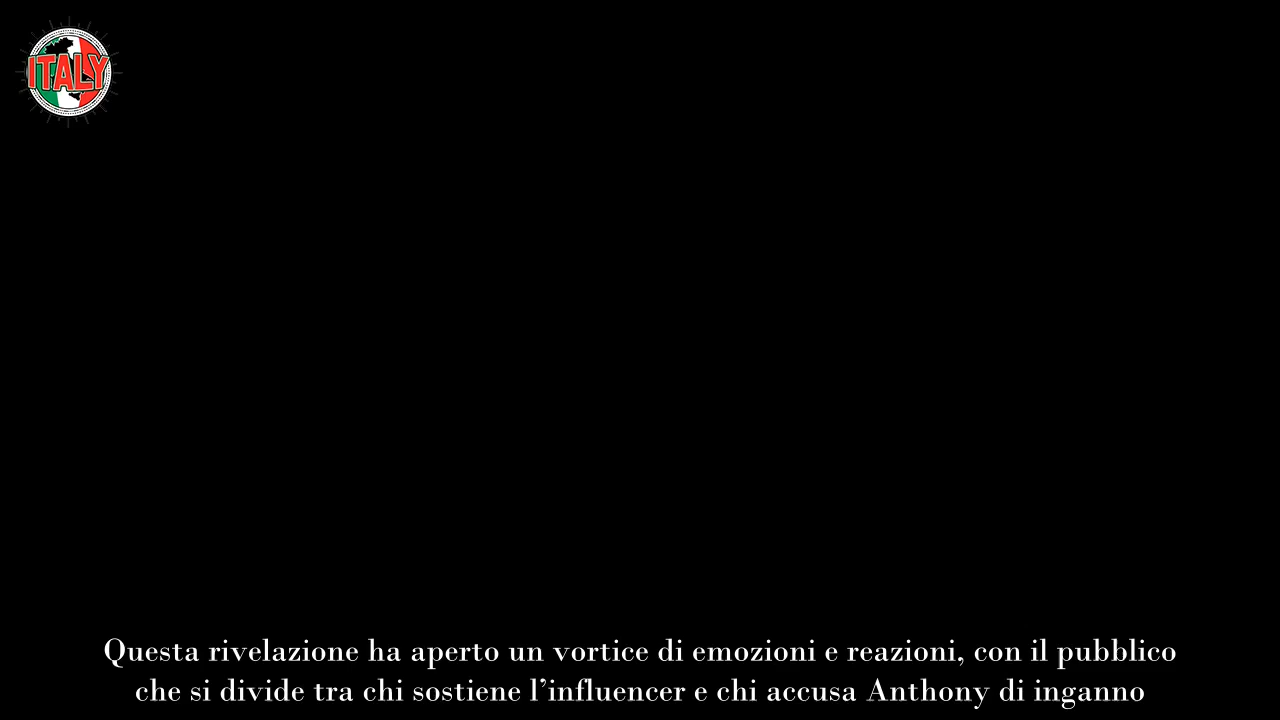 ITALY
Questa rivelazione ha aperto un vortice di emozioni e reazioni, con il pubblico
che si divide tra chi sostiene l’influencer e chi accusa Anthony di inganno